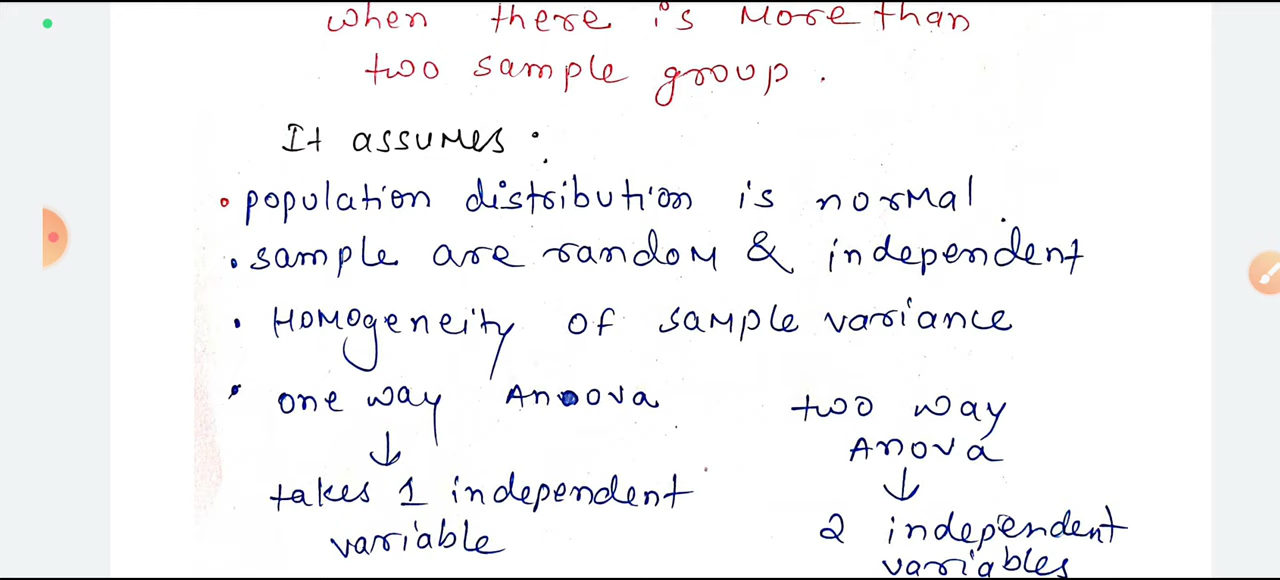 when there is More than
two sample group.
It assumes:
• population distribution is normal.
• sample are random & independent
• Homogeneity of sample variance
• one way Anoova
↓
takes 1 independent
variable
two way
Anova
↓
2 independent
variables